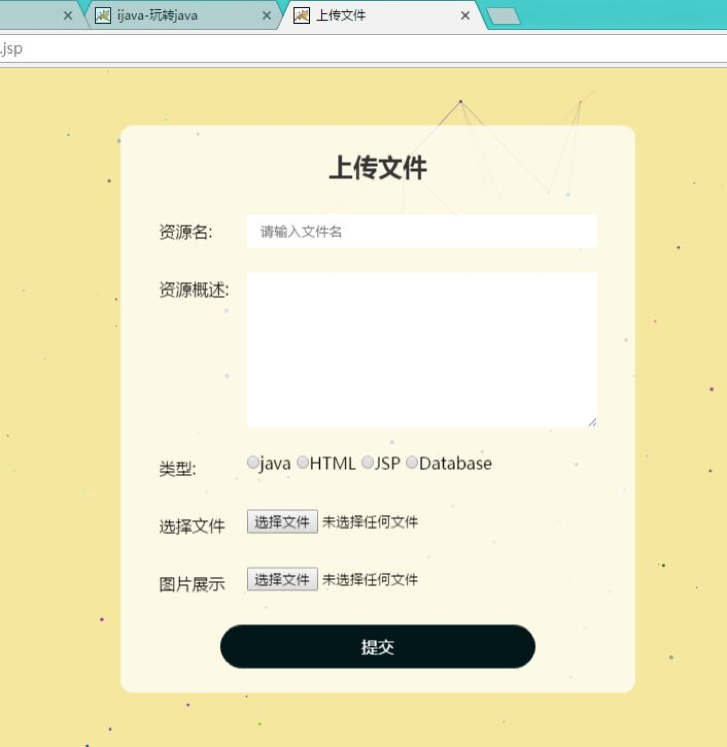 ijava-玩转java
上传文件
.jsp
上传文件
资源名:
请输入文件名
资源概述:
类型:
java HTML JSP Database
选择文件
选择文件 未选择任何文件
图片展示
选择文件 未选择任何文件
提交